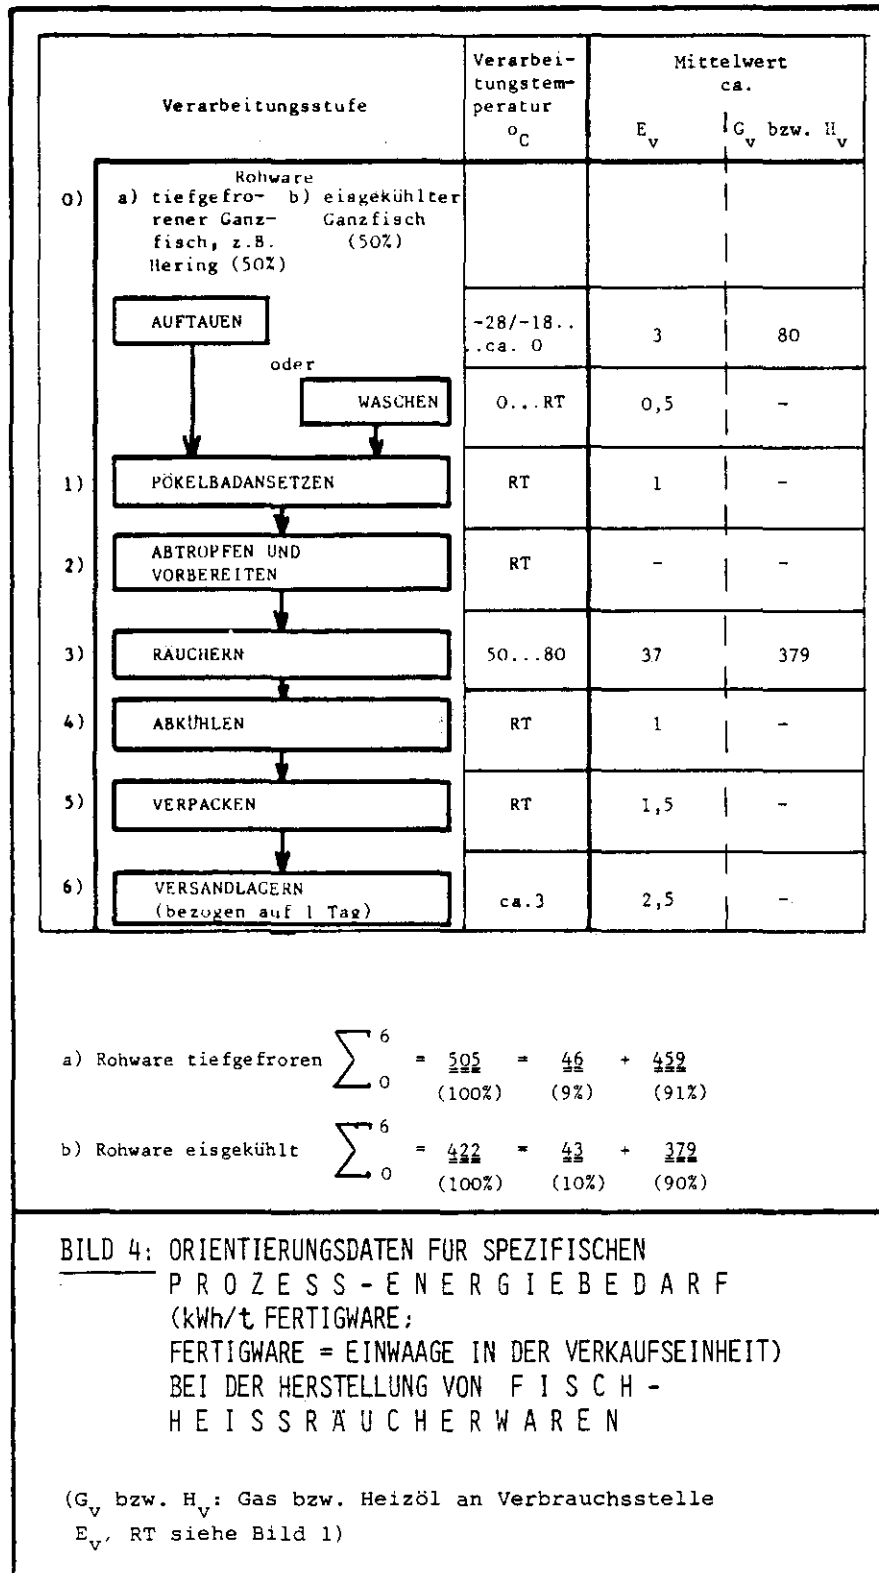 Verarbeitungsstufe
Verarbei-
tungstem-
peratur
°C
Mittelwert
ca.
E_v
G_v bzw. H_v
0)
Rohware
a) tiefgefro-
rener Ganz-
fisch, z.B.
Hering (50%)
b) eisgekühlter
Ganzfisch
(50%)
AUFTAUEN
-28/-18..
..ca. 0
3
80
oder
WASCHEN
0...RT
0,5
-
1)
PÖKELBADANSETZEN
RT
1
-
2)
ABTROPFEN UND
VORBEREITEN
RT
-
-
3)
RÄUCHERN
50...80
37
379
4)
ABKÜHLEN
RT
1
-
5)
VERPACKEN
RT
1,5
-
6)
VERSANDLAGERN
(bezogen auf 1 Tag)
ca.3
2,5
-
a) Rohware tiefgefroren ∑ 6 0 = 505 = 46 + 459
(100%) (9%) (91%)
b) Rohware eisgekühlt ∑ 6 0 = 422 = 43 + 379
(100%) (10%) (90%)
BILD 4: ORIENTIERUNGSDATEN FUR SPEZIFISCHEN
PROZESS-ENERGIEBEDARF
(kWh/t FERTIGWARE;
FERTIGWARE = EINWAAGE IN DER VERKAUFSEINHEIT)
BEI DER HERSTELLUNG VON FISCH-
HEISSRÄUCHERWAREN
(G_v bzw. H_v: Gas bzw. Heizöl an Verbrauchsstelle
E_v, RT siehe Bild 1)